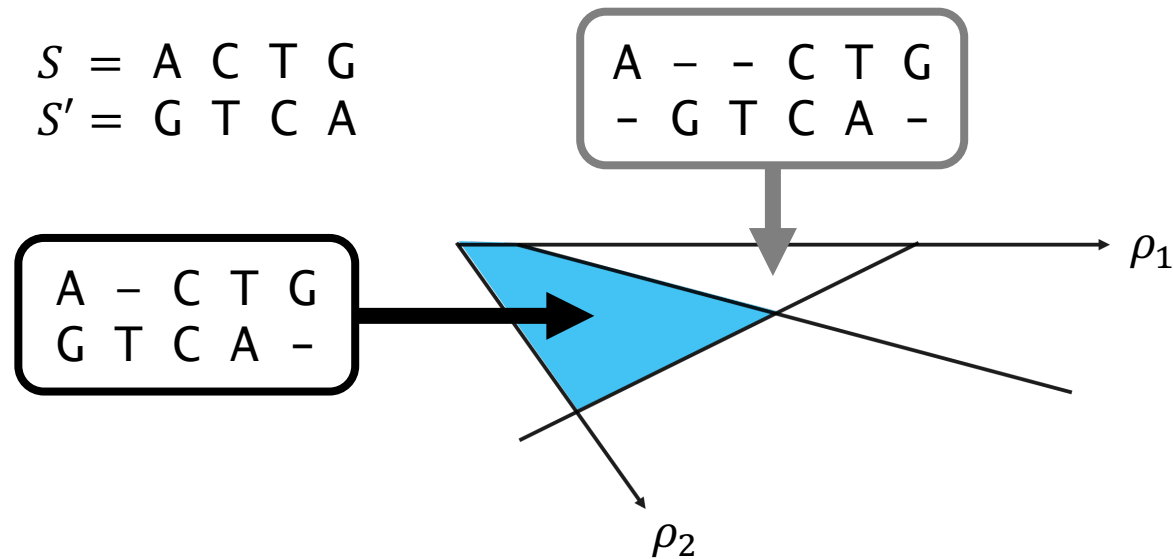 S = A C T G
S′ = G T C A
A – - C T G
– G T C A –
A – C T G
G T C A –
ρ₁
ρ₂